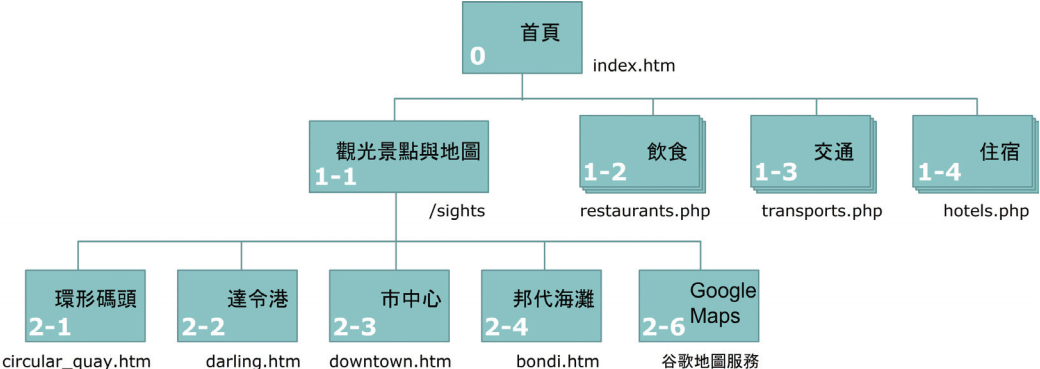 首頁
0
index.htm
觀光景點與地圖
1-1
/sights
飲食
1-2
restaurants.php
交通
1-3
transports.php
住宿
1-4
hotels.php
環形碼頭
2-1
circular_quay.htm
達令港
2-2
darling.htm
市中心
2-3
downtown.htm
邦代海灘
2-4
bondi.htm
Google
Maps
2-6
谷歌地圖服務